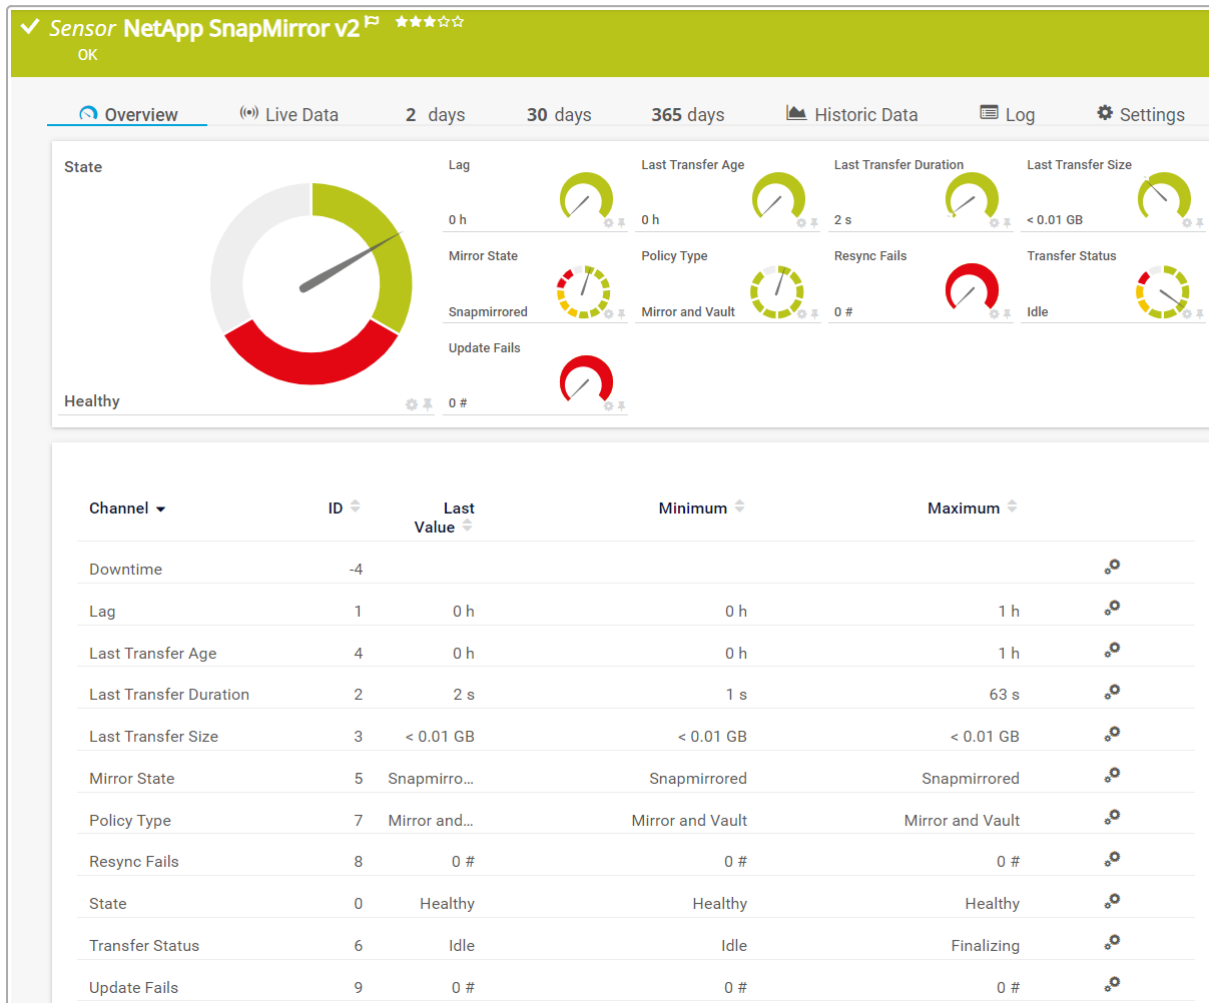 Sensor NetApp SnapMirror v2
OK
Overview Live Data 2 days 30 days 365 days Historic Data Log Settings
State
Healthy
Lag
0 h
Last Transfer Age
0 h
Last Transfer Duration
2 s
Last Transfer Size
< 0.01 GB
Mirror State
Snapmirrored
Policy Type
Mirror and Vault
Resync Fails
0 #
Transfer Status
Idle
Update Fails
0 #
Channel ID Last Value Minimum Maximum
Downtime -4
Lag 1 0 h 0 h 1 h
Last Transfer Age 4 0 h 0 h 1 h
Last Transfer Duration 2 2 s 1 s 63 s
Last Transfer Size 3 < 0.01 GB < 0.01 GB < 0.01 GB
Mirror State 5 Snapmirro... Snapmirrored Snapmirrored
Policy Type 7 Mirror and... Mirror and Vault Mirror and Vault
Resync Fails 8 0 # 0 # 0 #
State 0 Healthy Healthy Healthy
Transfer Status 6 Idle Idle Finalizing
Update Fails 9 0 # 0 # 0 #